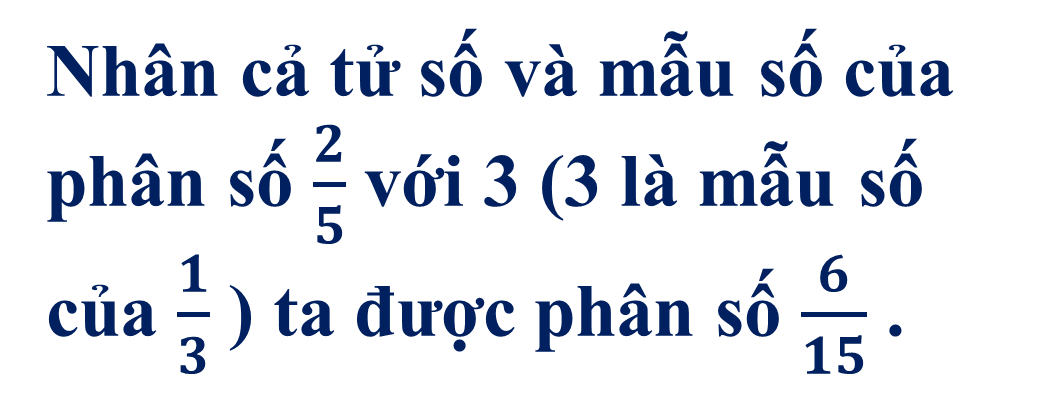 Nhân cả tử số và mẫu số của
phân số 2/5 với 3 (3 là mẫu số
của 1/3 ) ta được phân số 6/15 .